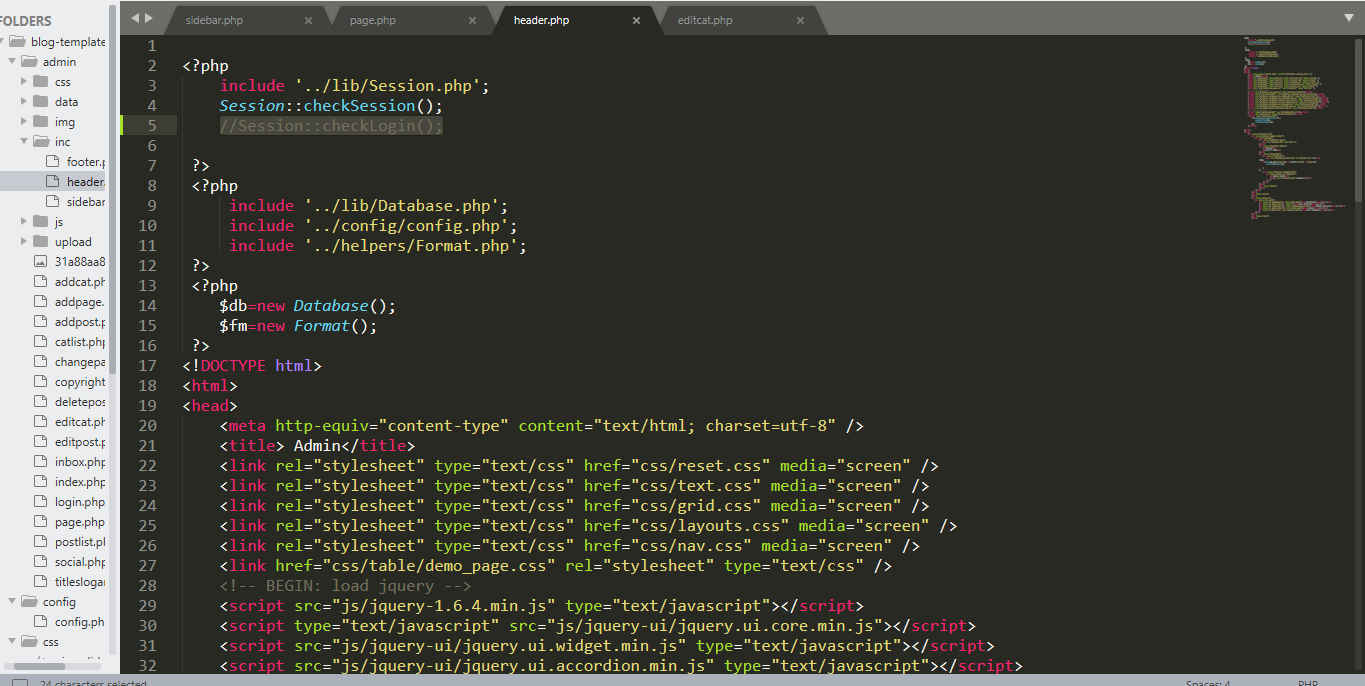 sidebar.php × page.php × header.php × editcat.php ×
FOLDERS
blog-template
admin
css
data
img
inc
footer.p
header.
sidebar
js
upload
31a88aa8
addcat.ph
addpage.
addpost.p
catlist.php
changepa
copyright
deletepos
editcat.ph
editpost.p
inbox.php
index.php
login.php
page.php
postlist.pl
social.php
titleslogan
config
config.ph
css
1
2 <?php
3 include '../lib/Session.php';
4 Session::checkSession();
5 //Session::checkLogin();
6
7 ?>
8 <?php
9 include '../lib/Database.php';
10 include '../config/config.php';
11 include '../helpers/Format.php';
12 ?>
13 <?php
14 $db=new Database();
15 $fm=new Format();
16 ?>
17 <!DOCTYPE html>
18 <html>
19 <head>
20 <meta http-equiv="content-type" content="text/html; charset=utf-8" />
21 <title> Admin</title>
22 <link rel="stylesheet" type="text/css" href="css/reset.css" media="screen" />
23 <link rel="stylesheet" type="text/css" href="css/text.css" media="screen" />
24 <link rel="stylesheet" type="text/css" href="css/grid.css" media="screen" />
25 <link rel="stylesheet" type="text/css" href="css/layouts.css" media="screen" />
26 <link rel="stylesheet" type="text/css" href="css/nav.css" media="screen" />
27 <link href="css/table/demo_page.css" rel="stylesheet" type="text/css" />
28 <!-- BEGIN: load jquery -->
29 <script src="js/jquery-1.6.4.min.js" type="text/javascript"></script>
30 <script type="text/javascript" src="js/jquery-ui/jquery.ui.core.min.js"></script>
31 <script src="js/jquery-ui/jquery.ui.widget.min.js" type="text/javascript"></script>
32 <script src="js/jquery-ui/jquery.ui.accordion.min.js" type="text/javascript"></script>
24 characters selected Spaces: 4 PHP